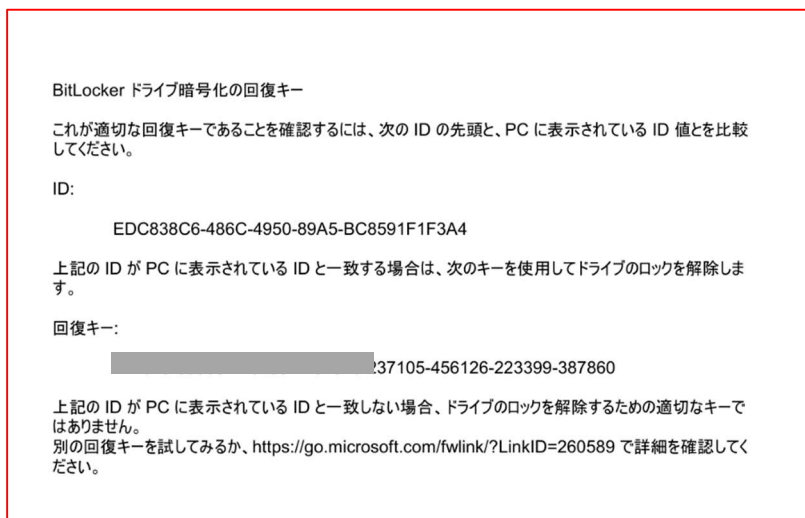 BitLocker ドライブ暗号化の回復キー
これが適切な回復キーであることを確認するには、次の ID の先頭と、PC に表示されている ID 値とを比較
してください。
ID:
EDC838C6-486C-4950-89A5-BC8591F1F3A4
上記の ID が PC に表示されている ID と一致する場合は、次のキーを使用してドライブのロックを解除しま
す。
回復キー:
237105-456126-223399-387860
上記の ID が PC に表示されている ID と一致しない場合、ドライブのロックを解除するための適切なキーで
はありません。
別の回復キーを試してみるか、https://go.microsoft.com/fwlink/?LinkID=260589 で詳細を確認してく
ださい。